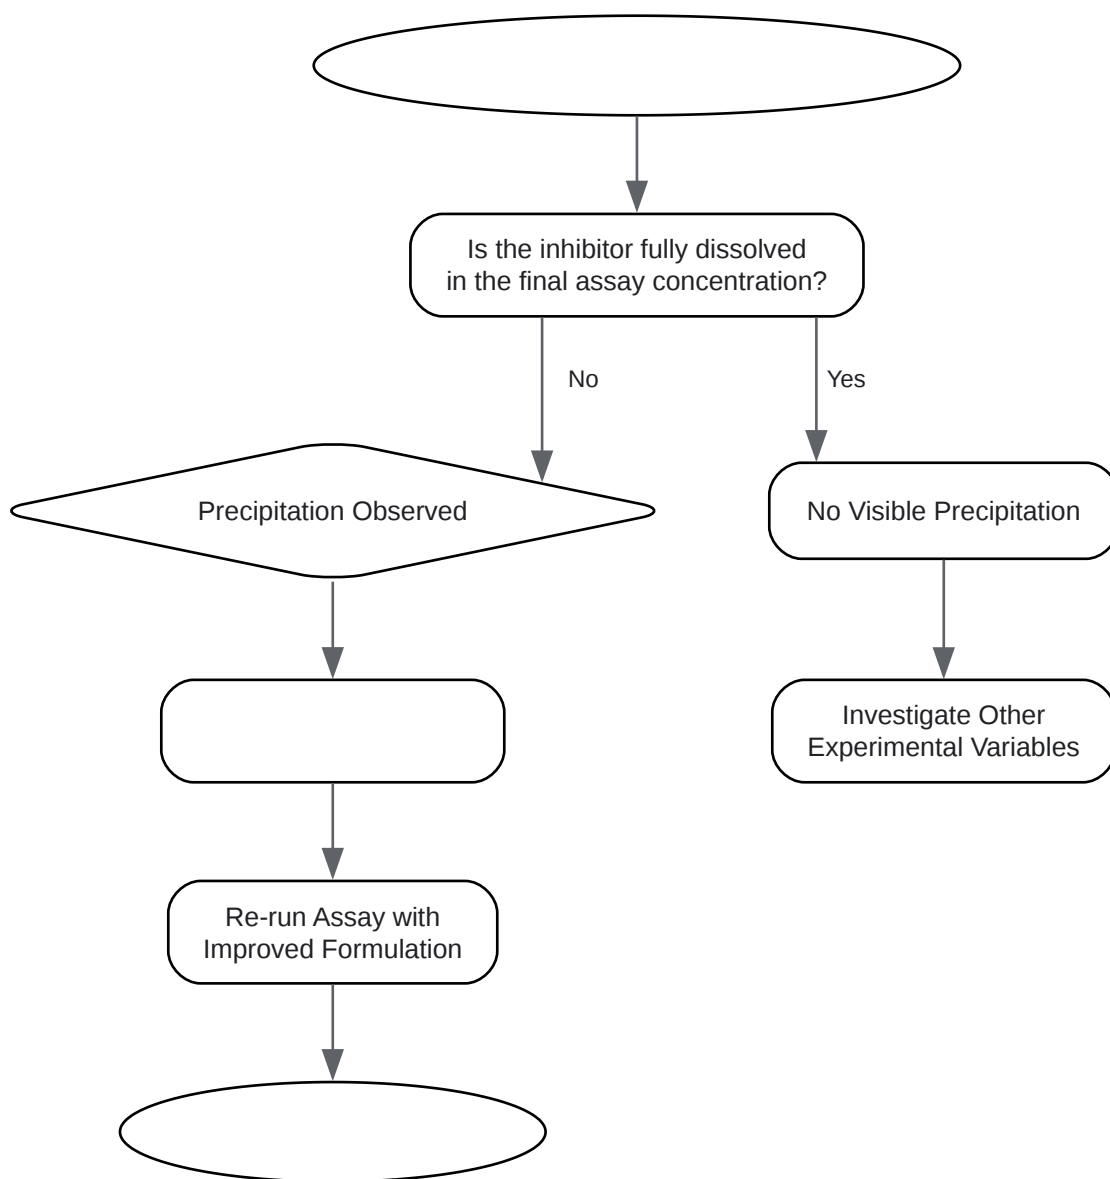 Is the inhibitor fully dissolved
in the final assay concentration?
No
Yes
Precipitation Observed
No Visible Precipitation
Investigate Other
Experimental Variables
Re-run Assay with
Improved Formulation